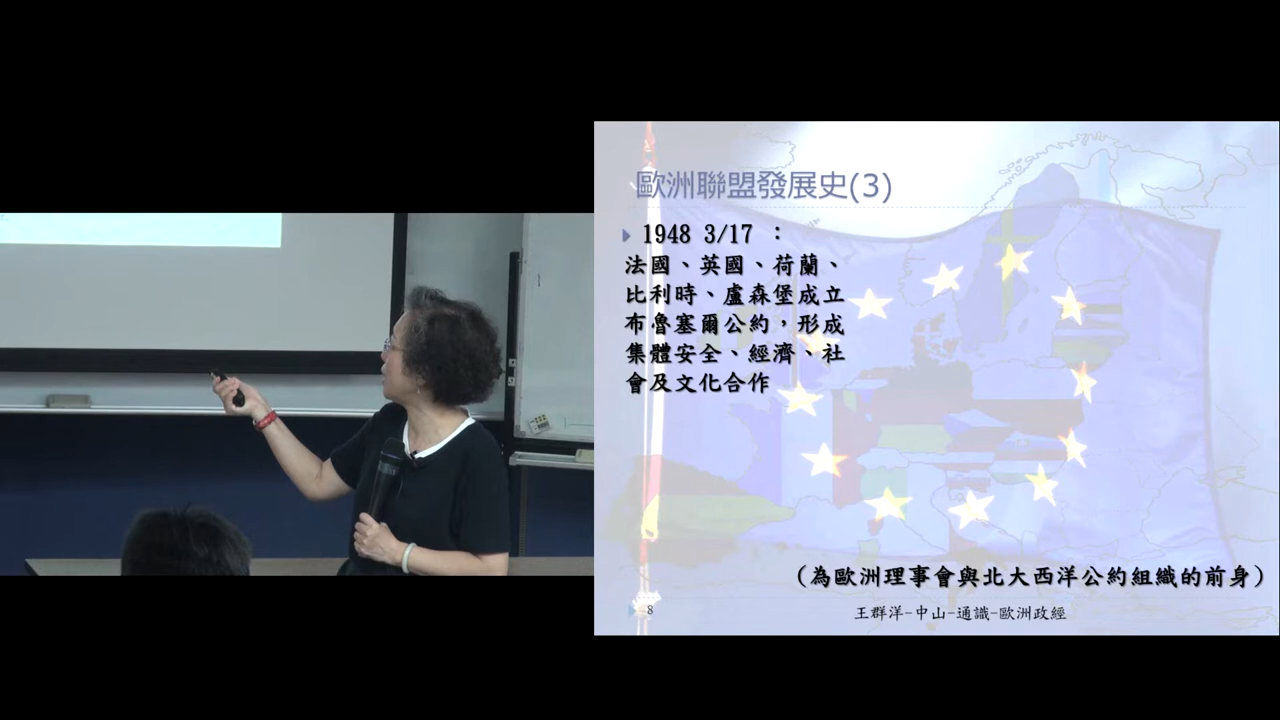 歐洲聯盟發展史(3)
1948 3/17 ：
法國、英國、荷蘭、
比利時、盧森堡成立
布魯塞爾公約，形成
集體安全、經濟、社
會及文化合作
(為歐洲理事會與北大西洋公約組織的前身)
8
王群洋-中山-通識-歐洲政經